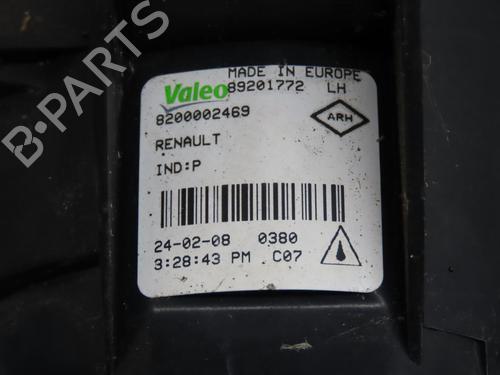 MADE IN EUROPE
Valeo 89201772 LH
8200002469 ARH
RENAULT
IND:P
24-02-08 0380
3:28:43 PM C07
B-PARTS